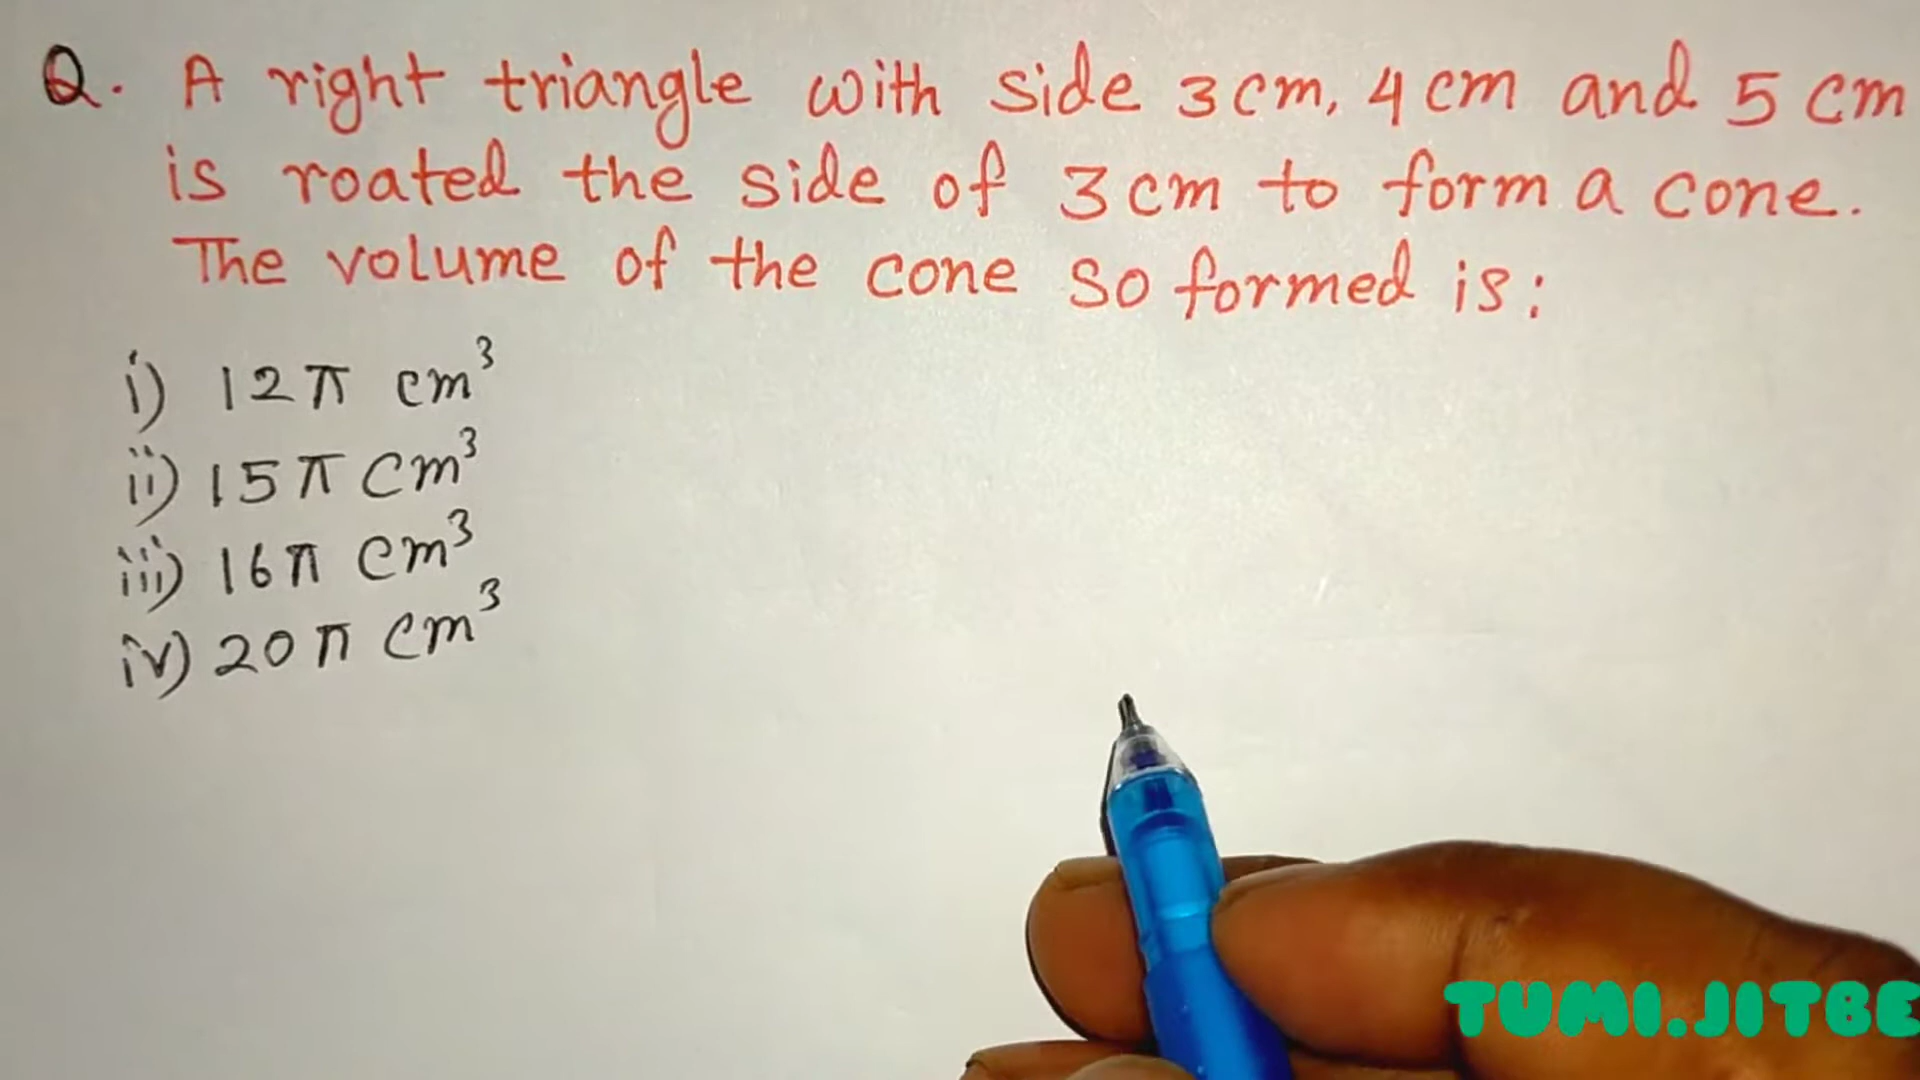 Q. A right triangle with side 3cm, 4cm and 5cm
is roated the side of 3cm to form a cone.
The volume of the cone so formed is:
i) 12π cm³
ii) 15π cm³
iii) 16π cm³
iv) 20π cm³
TUMI.JITBE